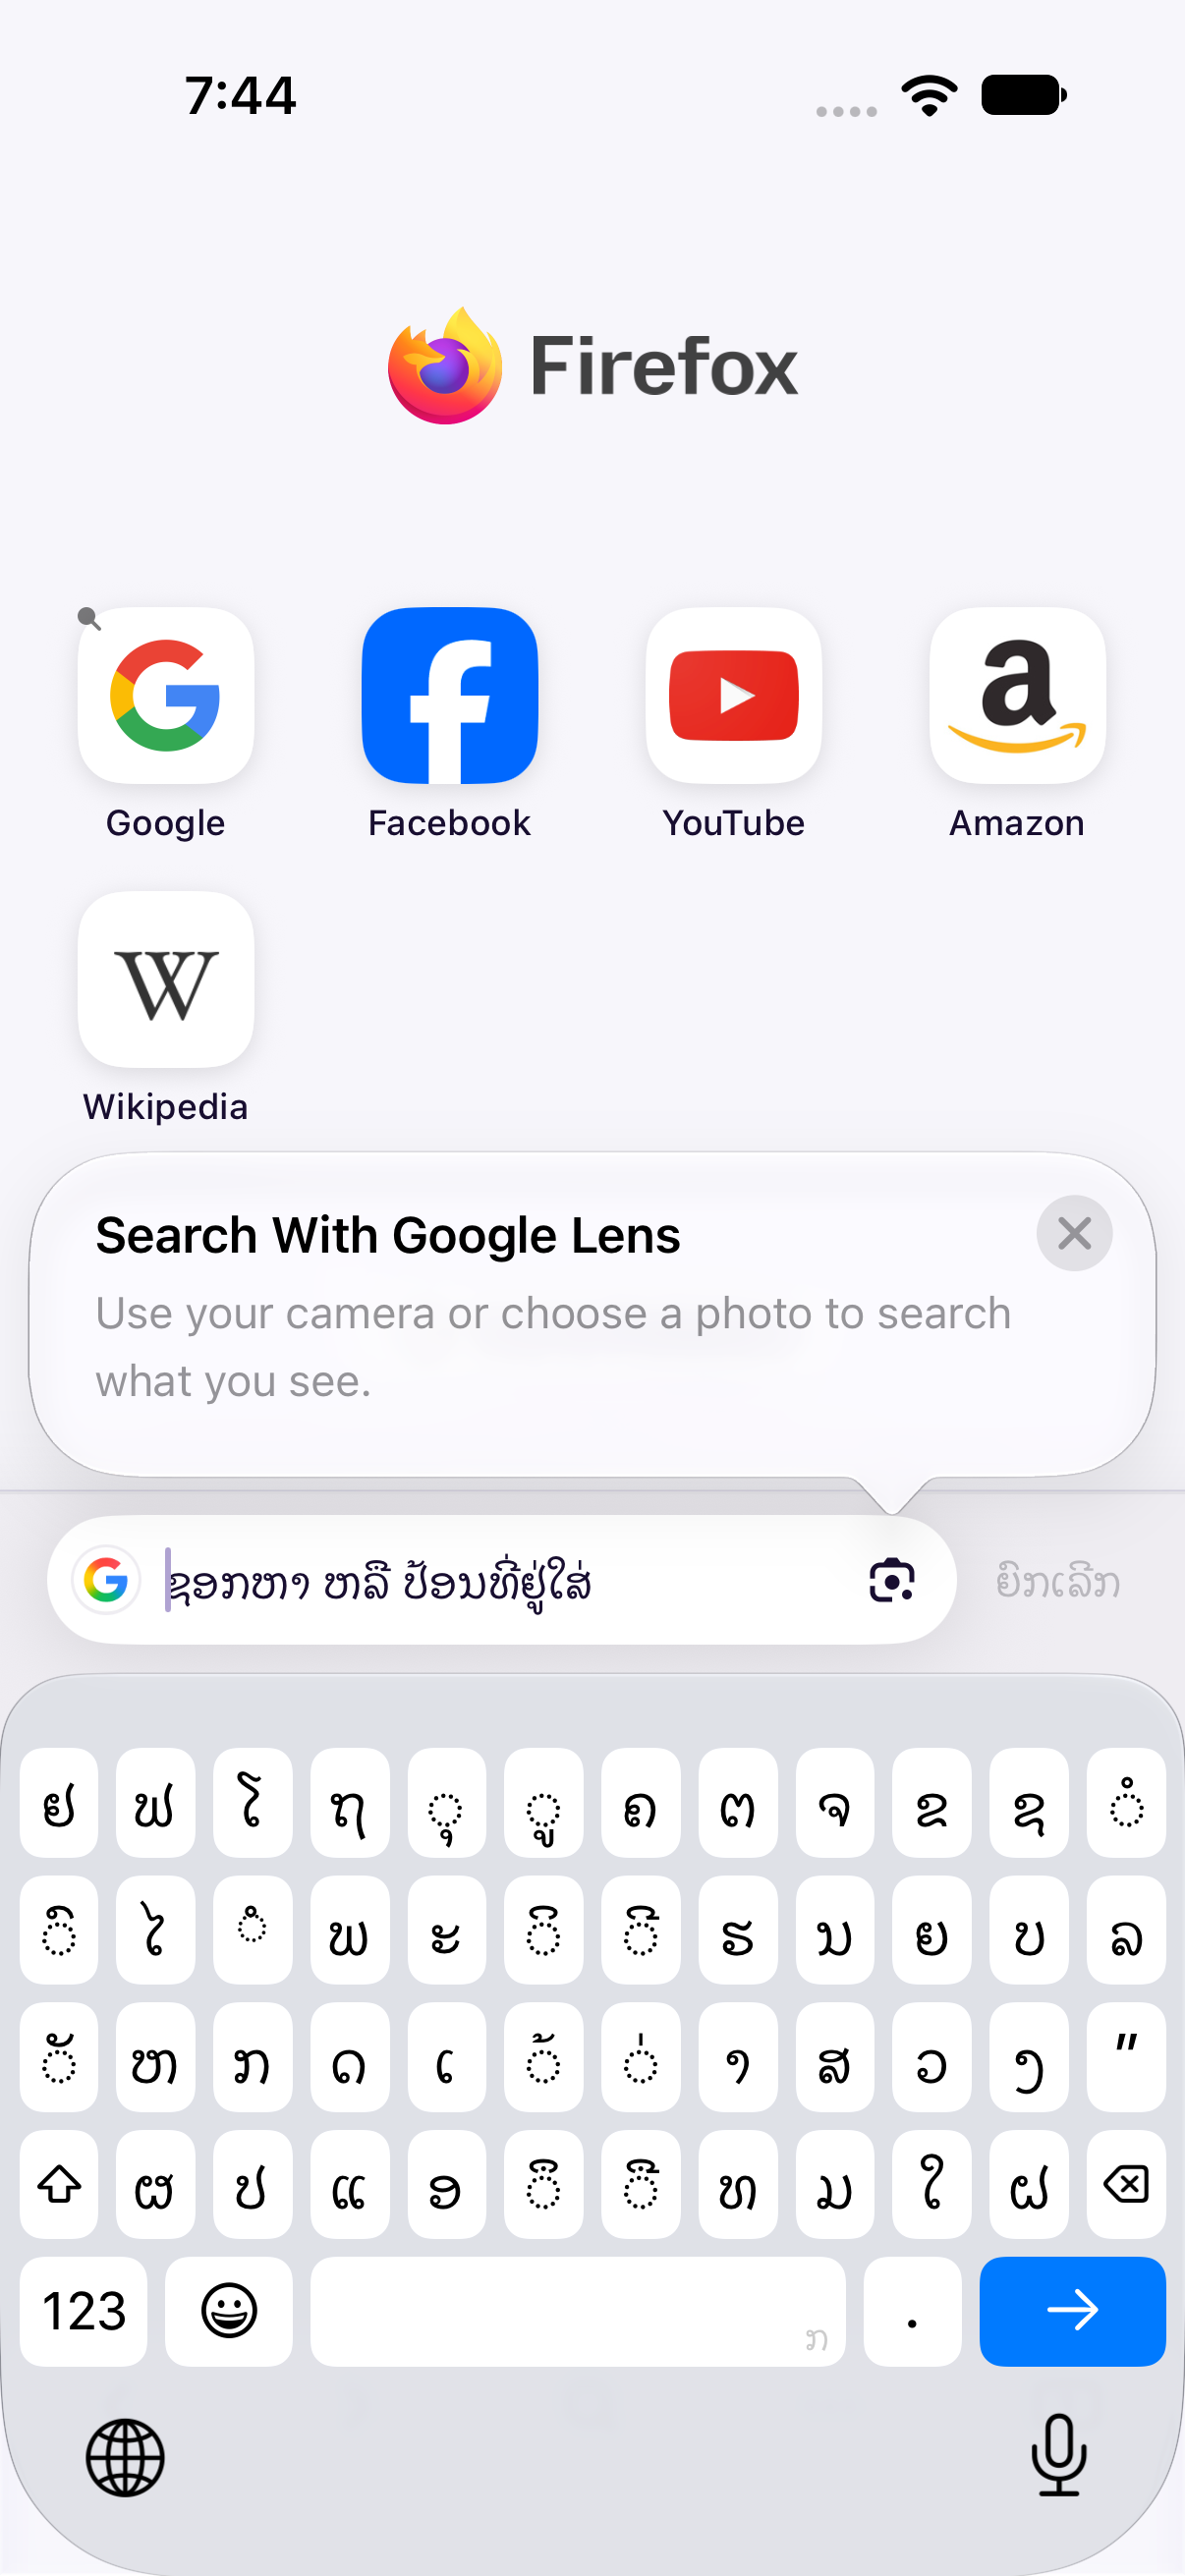 7:44
Firefox
Google
Facebook
YouTube
Amazon
Wikipedia
Search With Google Lens
Use your camera or choose a photo to search
what you see.
ຊອກຫາ ຫລື ປ້ອນທີ່ຢູ່ໃສ່
ຍົກເລີກ
ຢ ຟ ໂ ຖ ຸ ູ ຄ ຕ ຈ ຂ ຊ ໍ
ິ ໄ ໍ ພ ະ ິ ີ ຮ ນ ຍ ບ ລ
ັ ຫ ກ ດ ເ ້ ່ າ ສ ວ ງ "
ຜ ປ ແ ອ ຶ ື ທ ມ ໃ ຝ
123 ກ .